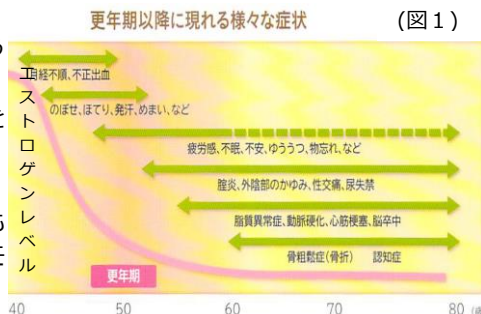 更年期以降に現れる様々な症状
(図1)
エストロゲンレベル
月経不順、不正出血
のぼせ、ほてり、発汗、めまい、など
疲労感、不眠、不安、ゆううつ、物忘れ、など
腟炎、外陰部のかゆみ、性交痛、尿失禁
脂質異常症、動脈硬化、心筋梗塞、脳卒中
骨粗鬆症(骨折) 認知症
更年期
40 50 60 70 80 (歳)